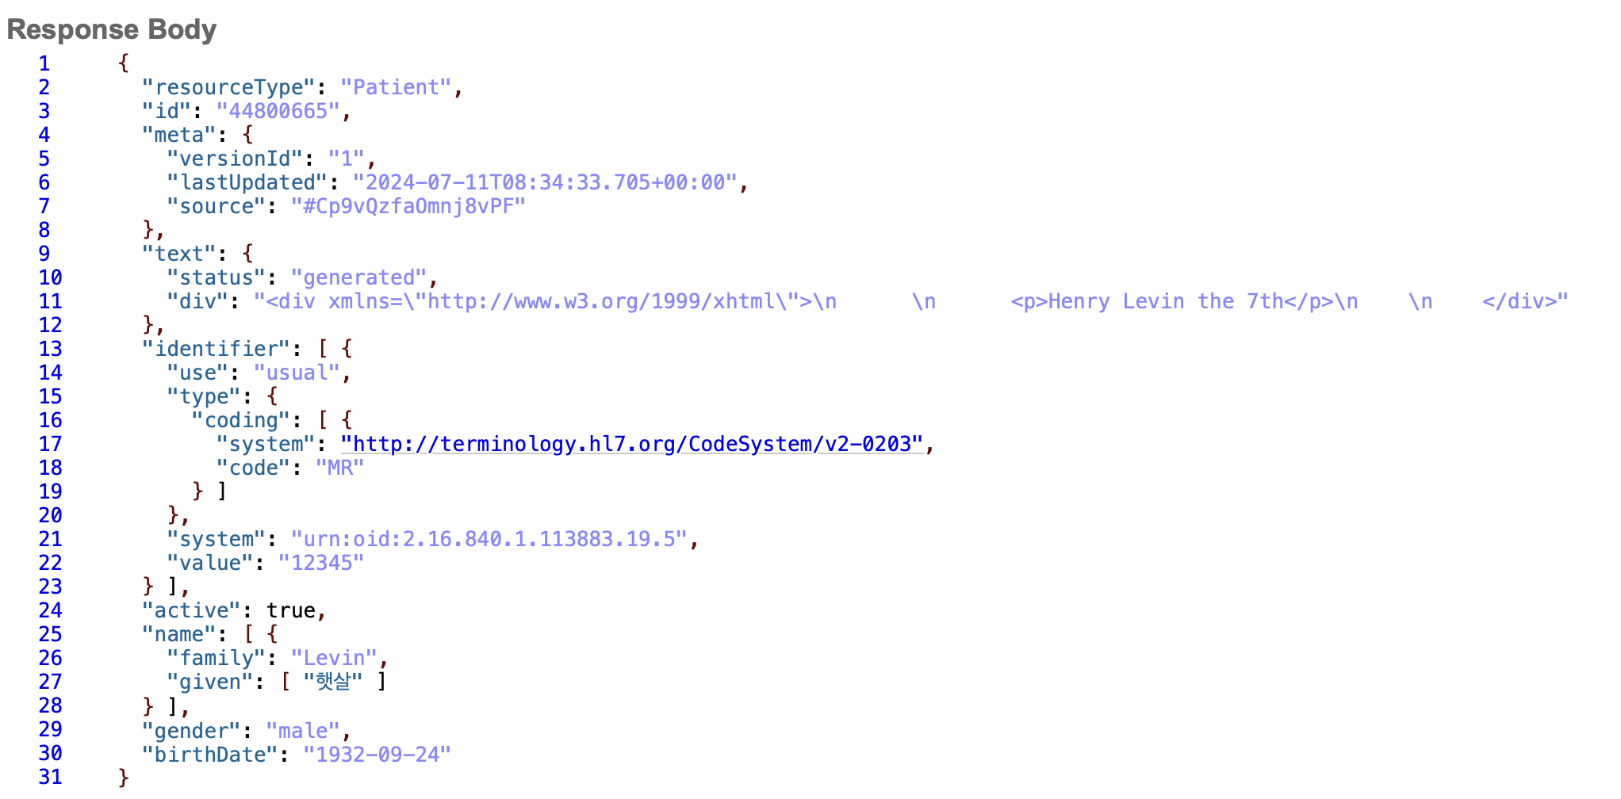 Response Body
1 {
2 "resourceType": "Patient",
3 "id": "44800665",
4 "meta": {
5 "versionId": "1",
6 "lastUpdated": "2024-07-11T08:34:33.705+00:00",
7 "source": "#Cp9vQzfaOmnj8vPF"
8 },
9 "text": {
10 "status": "generated",
11 "div": "<div xmlns=\"http://www.w3.org/1999/xhtml\">\n      \n      <p>Henry Levin the 7th</p>\n    \n    </div>"
12 },
13 "identifier": [ {
14 "use": "usual",
15 "type": {
16 "coding": [ {
17 "system": "http://terminology.hl7.org/CodeSystem/v2-0203",
18 "code": "MR"
19 } ]
20 },
21 "system": "urn:oid:2.16.840.1.113883.19.5",
22 "value": "12345"
23 } ],
24 "active": true,
25 "name": [ {
26 "family": "Levin",
27 "given": [ "햇살" ]
28 } ],
29 "gender": "male",
30 "birthDate": "1932-09-24"
31 }